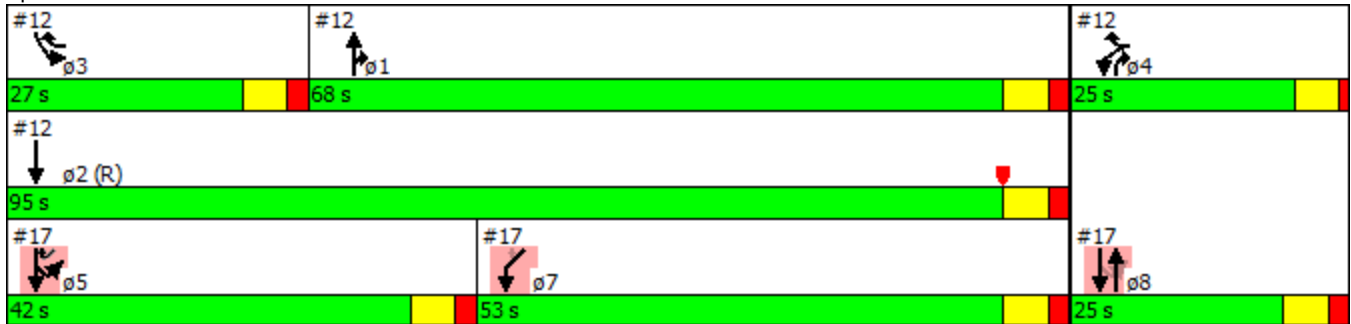 #12 #12 #12
ø3 ø1 ø4
27 s 68 s 25 s
#12
ø2 (R)
95 s
#17 #17 #17
ø5 ø7 ø8
42 s 53 s 25 s